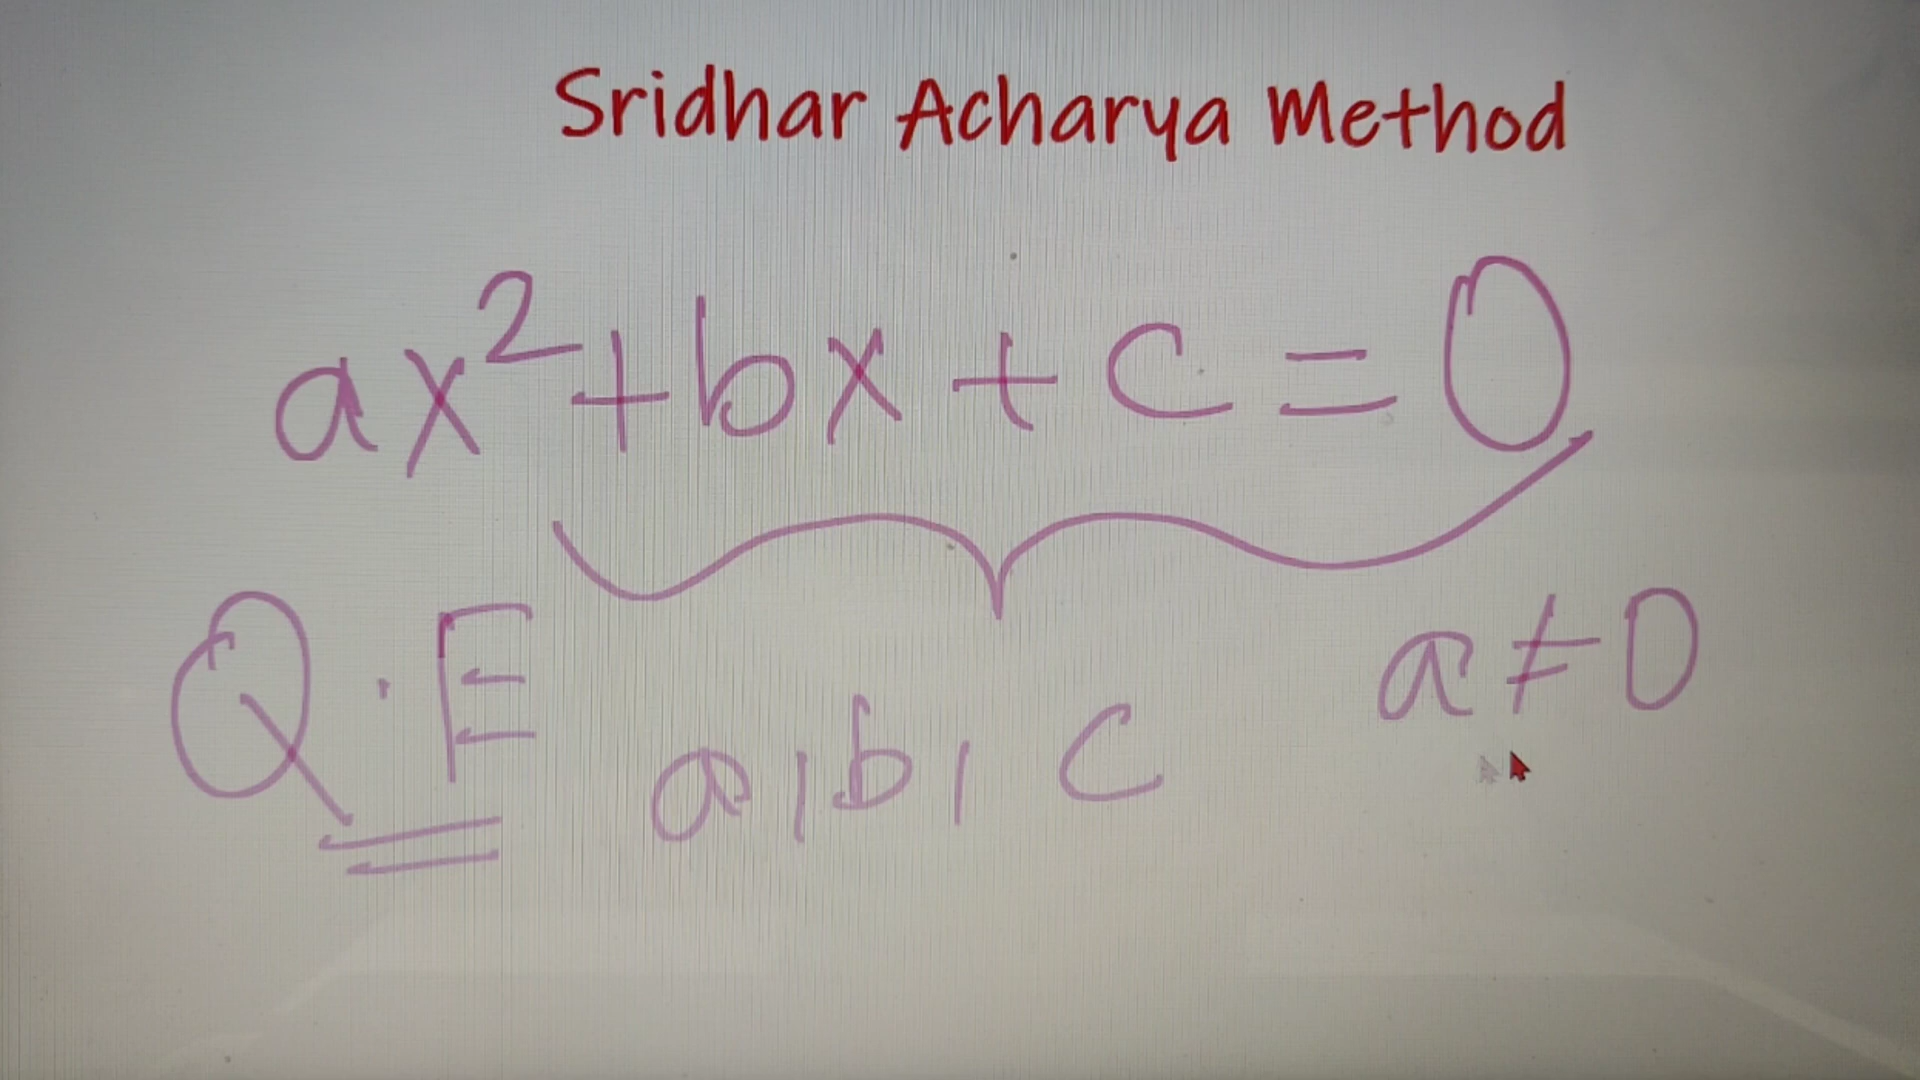 Sridhar Acharya Method
ax²+bx + c = 0
Q.E a, b, c a≠0